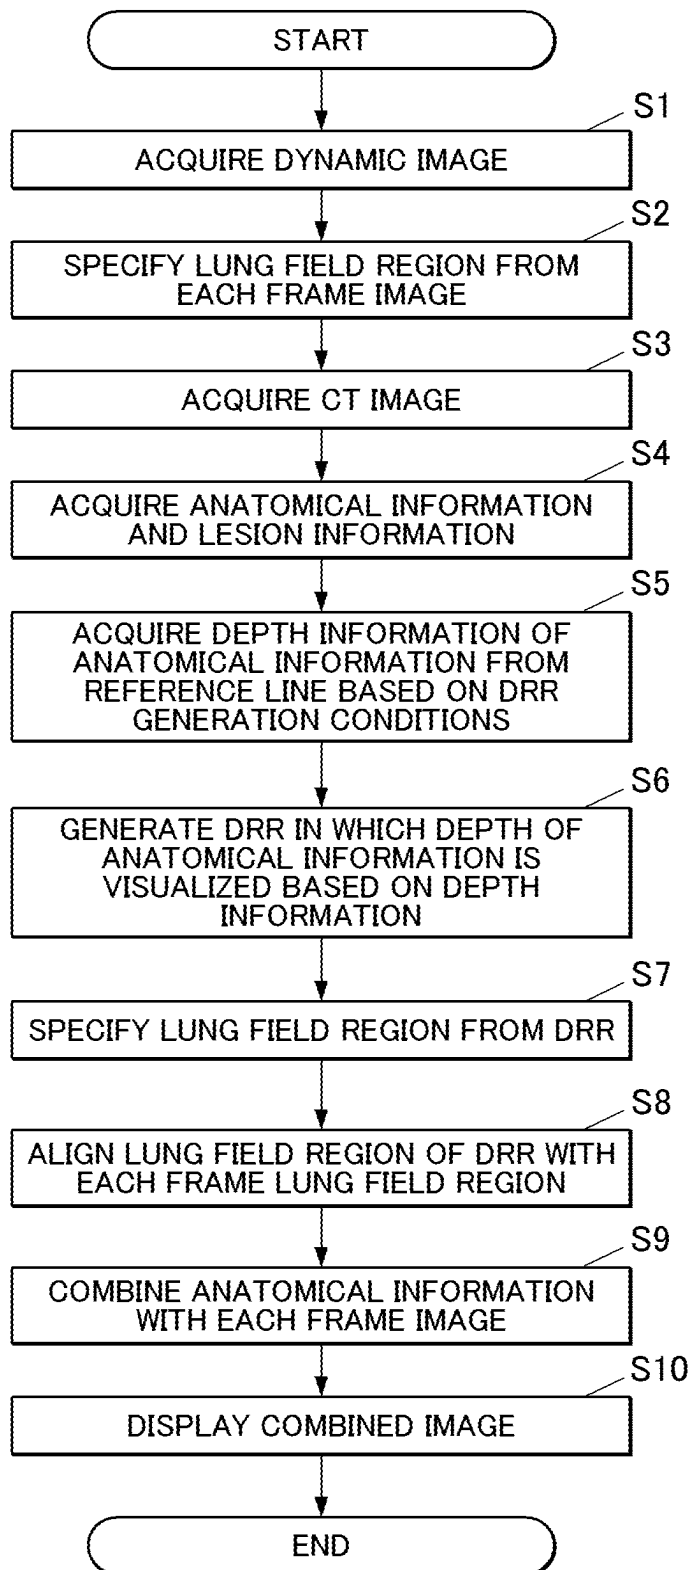 START
S1
ACQUIRE DYNAMIC IMAGE
S2
SPECIFY LUNG FIELD REGION FROM
EACH FRAME IMAGE
S3
ACQUIRE CT IMAGE
S4
ACQUIRE ANATOMICAL INFORMATION
AND LESION INFORMATION
S5
ACQUIRE DEPTH INFORMATION OF
ANATOMICAL INFORMATION FROM
REFERENCE LINE BASED ON DRR
GENERATION CONDITIONS
S6
GENERATE DRR IN WHICH DEPTH OF
ANATOMICAL INFORMATION IS
VISUALIZED BASED ON DEPTH
INFORMATION
S7
SPECIFY LUNG FIELD REGION FROM DRR
S8
ALIGN LUNG FIELD REGION OF DRR WITH
EACH FRAME LUNG FIELD REGION
S9
COMBINE ANATOMICAL INFORMATION
WITH EACH FRAME IMAGE
S10
DISPLAY COMBINED IMAGE
END